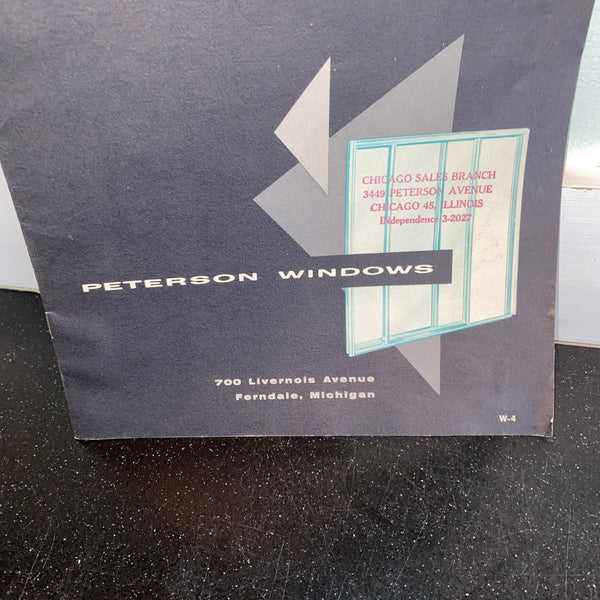 CHICAGO SALES BRANCH
3449 PETERSON AVENUE
CHICAGO 45, ILLINOIS
INdependence 3-2027
PETERSON WINDOWS
700 Livernois Avenue
Ferndale, Michigan
W-4